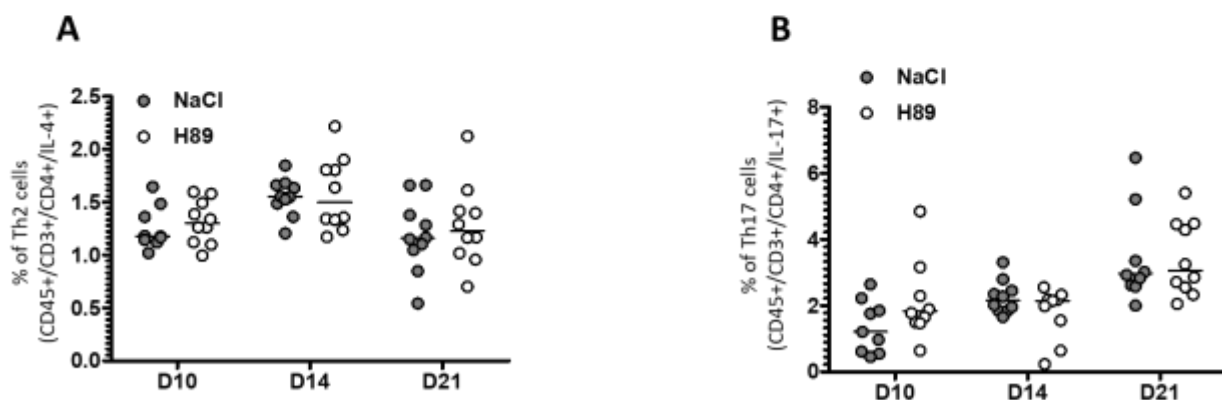 A
NaCl
H89
% of Th2 cells
(CD45+/CD3+/CD4+/IL-4+)
2.5
2.0
1.5
1.0
0.5
0.0
D10 D14 D21
B
NaCl
H89
% of Th17 cells
(CD45+/CD3+/CD4+/IL-17+)
8
6
4
2
0
D10 D14 D21